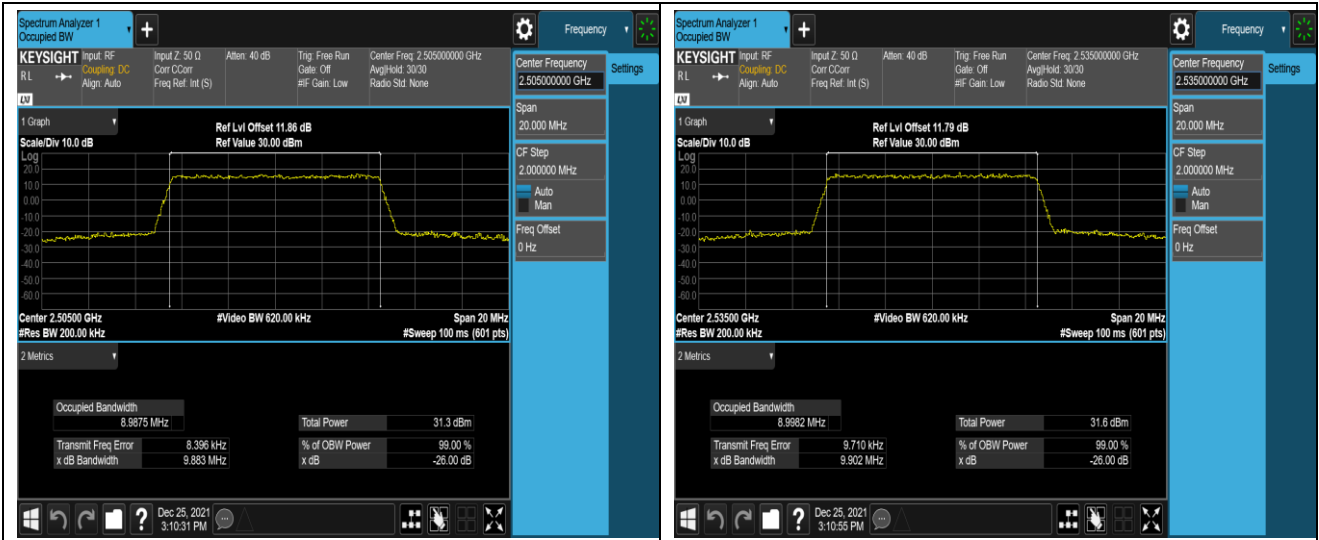 Spectrum Analyzer 1
Occupied BW
+
Frequency
KEYSIGHT
Input: RF
Input Z: 50 Ω
Atten: 40 dB
Trig: Free Run
Center Freq: 2.505000000 GHz
RL
Coupling: DC
Corr CCorr
Gate: Off
Avg|Hold: 30/30
Align: Auto
Freq Ref: Int (S)
#IF Gain: Low
Radio Std: None
LXI
Center Frequency
2.505000000 GHz
Settings
Span
20.000 MHz
CF Step
2.000000 MHz
Auto
Man
Freq Offset
0 Hz
1 Graph
Ref Lvl Offset 11.86 dB
Scale/Div 10.0 dB
Ref Value 30.00 dBm
Log
20.0
10.0
0.00
-10.0
-20.0
-30.0
-40.0
-50.0
-60.0
Center 2.50500 GHz
#Video BW 620.00 kHz
Span 20 MHz
#Res BW 200.00 kHz
#Sweep 100 ms (601 pts)
2 Metrics
Occupied Bandwidth
8.9875 MHz
Total Power 31.3 dBm
Transmit Freq Error 8.396 kHz
% of OBW Power 99.00 %
x dB Bandwidth 9.883 MHz
x dB -26.00 dB
?
Dec 25, 2021
3:10:31 PM
Spectrum Analyzer 1
Occupied BW
+
Frequency
KEYSIGHT
Input: RF
Input Z: 50 Ω
Atten: 40 dB
Trig: Free Run
Center Freq: 2.535000000 GHz
RL
Coupling: DC
Corr CCorr
Gate: Off
Avg|Hold: 30/30
Align: Auto
Freq Ref: Int (S)
#IF Gain: Low
Radio Std: None
LXI
Center Frequency
2.535000000 GHz
Settings
Span
20.000 MHz
CF Step
2.000000 MHz
Auto
Man
Freq Offset
0 Hz
1 Graph
Ref Lvl Offset 11.79 dB
Scale/Div 10.0 dB
Ref Value 30.00 dBm
Log
20.0
10.0
0.00
-10.0
-20.0
-30.0
-40.0
-50.0
-60.0
Center 2.53500 GHz
#Video BW 620.00 kHz
Span 20 MHz
#Res BW 200.00 kHz
#Sweep 100 ms (601 pts)
2 Metrics
Occupied Bandwidth
8.9982 MHz
Total Power 31.6 dBm
Transmit Freq Error 9.710 kHz
% of OBW Power 99.00 %
x dB Bandwidth 9.902 MHz
x dB -26.00 dB
?
Dec 25, 2021
3:10:55 PM